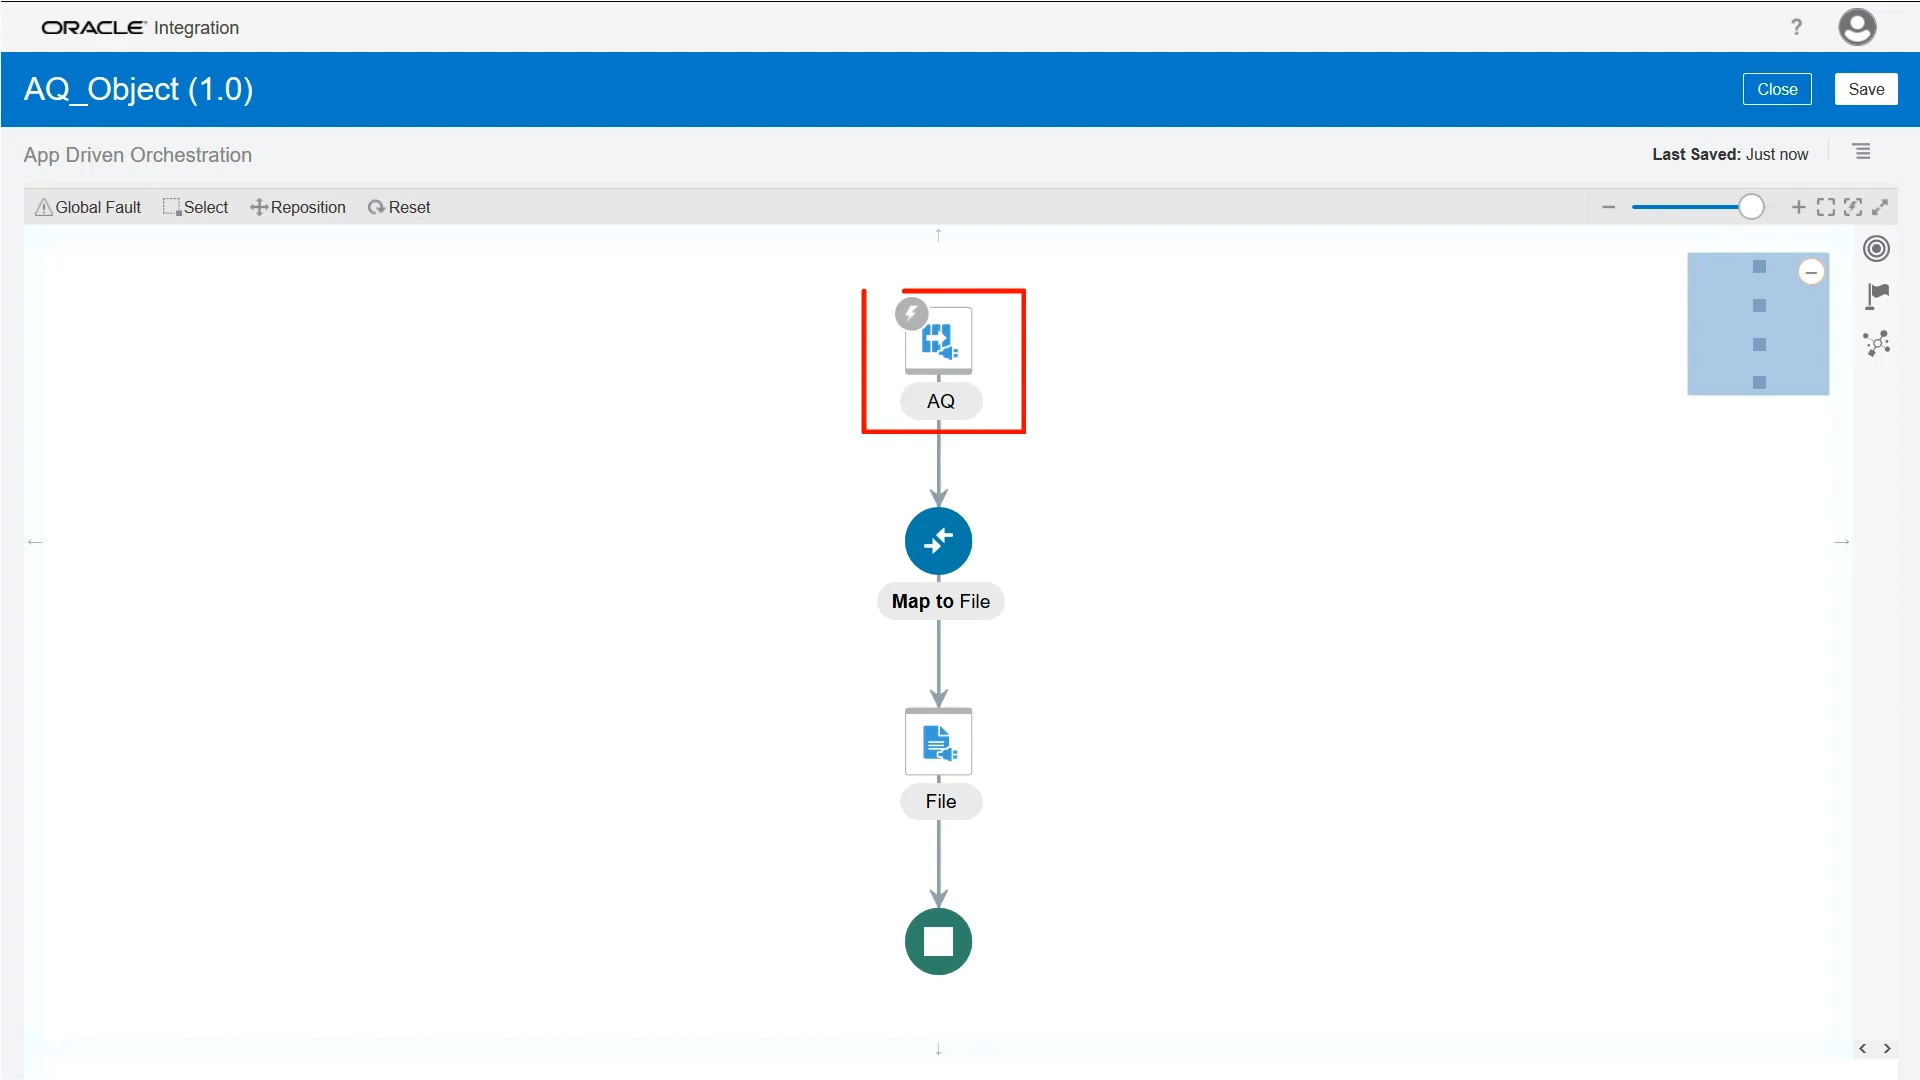 ORACLE Integration
?
AQ_Object (1.0)
Close
Save
App Driven Orchestration
Last Saved: Just now
Global Fault
Select
Reposition
Reset
AQ
Map to File
File